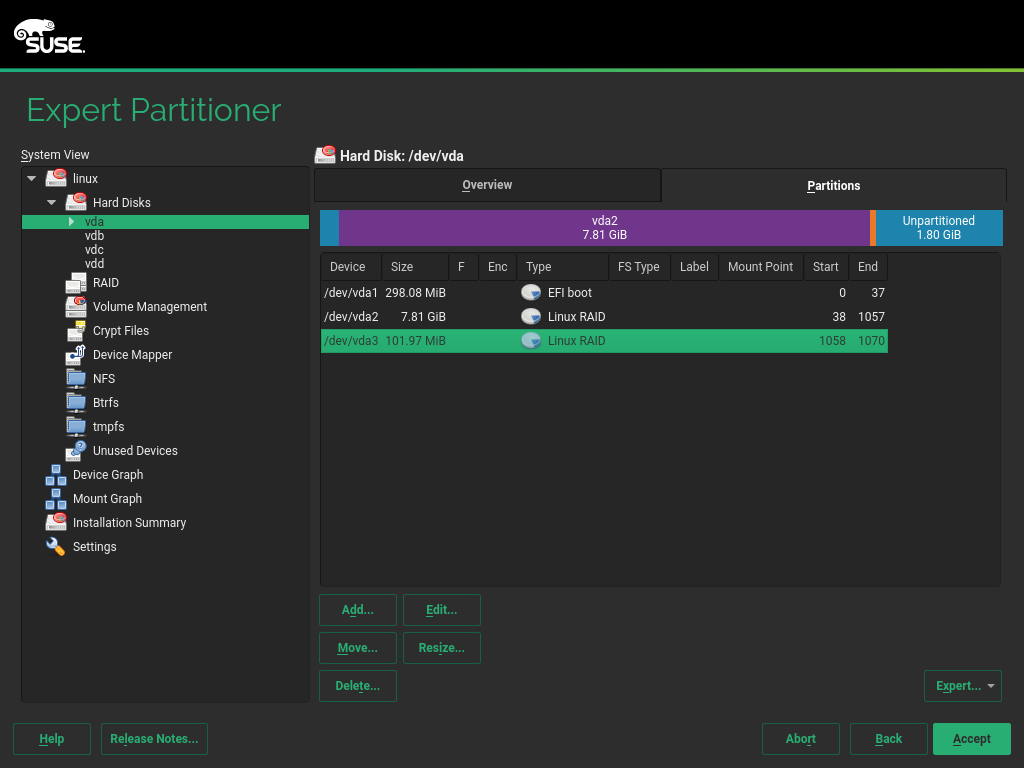 SUSE.
Expert Partitioner
System View
linux
Hard Disks
vda
vdb
vdc
vdd
RAID
Volume Management
Crypt Files
Device Mapper
NFS
Btrfs
tmpfs
Unused Devices
Device Graph
Mount Graph
Installation Summary
Settings
Hard Disk: /dev/vda
Overview Partitions
vda2 Unpartitioned
7.81 GiB 1.80 GiB
Device Size F Enc Type FS Type Label Mount Point Start End
/dev/vda1 298.08 MiB EFI boot 0 37
/dev/vda2 7.81 GiB Linux RAID 38 1057
/dev/vda3 101.97 MiB Linux RAID 1058 1070
Add... Edit...
Move... Resize...
Delete... Expert...
Help Release Notes... Abort Back Accept